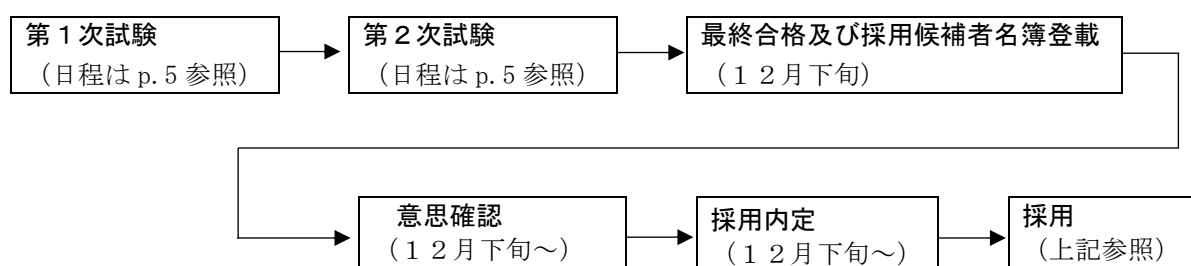 第１次試験
（日程は p.5 参照）
第２次試験
（日程は p.5 参照）
最終合格及び採用候補者名簿登載
（１２月下旬）
意思確認
（１２月下旬～）
採用内定
（１２月下旬～）
採用
（上記参照）